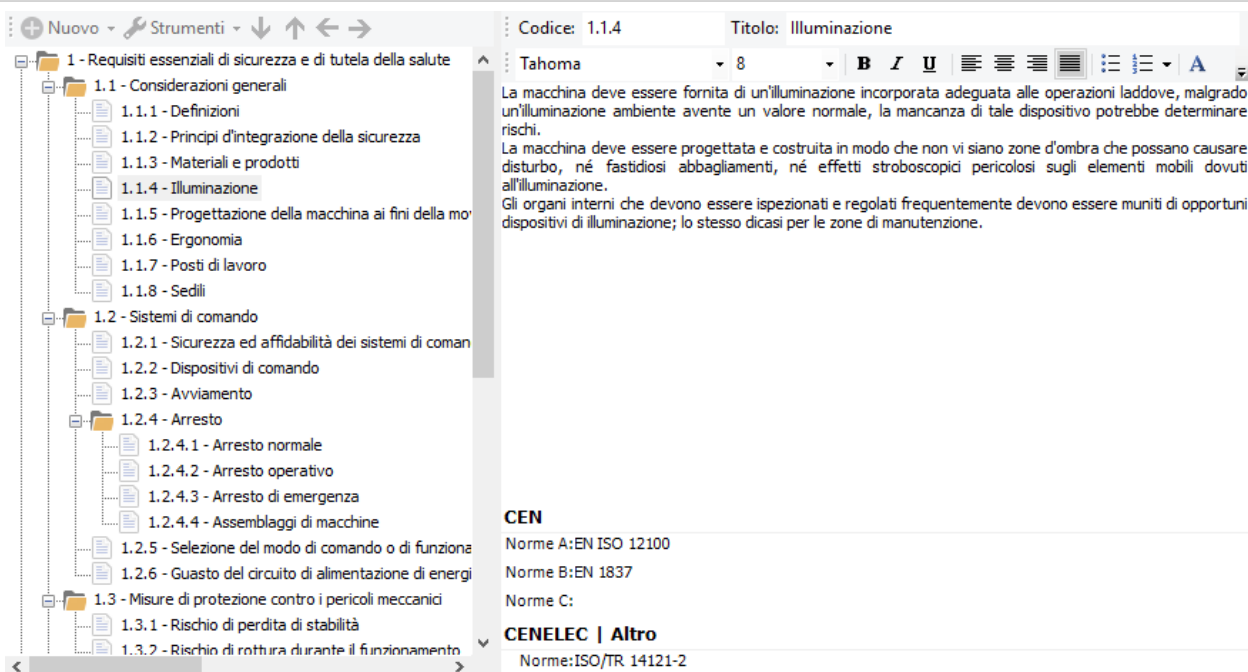 Nuovo Strumenti
1 - Requisiti essenziali di sicurezza e di tutela della salute
1.1 - Considerazioni generali
1.1.1 - Definizioni
1.1.2 - Principi d'integrazione della sicurezza
1.1.3 - Materiali e prodotti
1.1.4 - Illuminazione
1.1.5 - Progettazione della macchina ai fini della mov
1.1.6 - Ergonomia
1.1.7 - Posti di lavoro
1.1.8 - Sedili
1.2 - Sistemi di comando
1.2.1 - Sicurezza ed affidabilità dei sistemi di coman
1.2.2 - Dispositivi di comando
1.2.3 - Avviamento
1.2.4 - Arresto
1.2.4.1 - Arresto normale
1.2.4.2 - Arresto operativo
1.2.4.3 - Arresto di emergenza
1.2.4.4 - Assemblaggi di macchine
1.2.5 - Selezione del modo di comando o di funziona
1.2.6 - Guasto del circuito di alimentazione di energi
1.3 - Misure di protezione contro i pericoli meccanici
1.3.1 - Rischio di perdita di stabilità
1.3.2 - Rischio di rottura durante il funzionamento
Codice: 1.1.4 Titolo: Illuminazione
Tahoma 8 B I U A
La macchina deve essere fornita di un'illuminazione incorporata adeguata alle operazioni laddove, malgrado
un'illuminazione ambiente avente un valore normale, la mancanza di tale dispositivo potrebbe determinare
rischi.
La macchina deve essere progettata e costruita in modo che non vi siano zone d'ombra che possano causare
disturbo, né fastidiosi abbagliamenti, né effetti stroboscopici pericolosi sugli elementi mobili dovuti
all'illuminazione.
Gli organi interni che devono essere ispezionati e regolati frequentemente devono essere muniti di opportuni
dispositivi di illuminazione; lo stesso dicasi per le zone di manutenzione.
CEN
Norme A:EN ISO 12100
Norme B:EN 1837
Norme C:
CENELEC | Altro
Norme:ISO/TR 14121-2